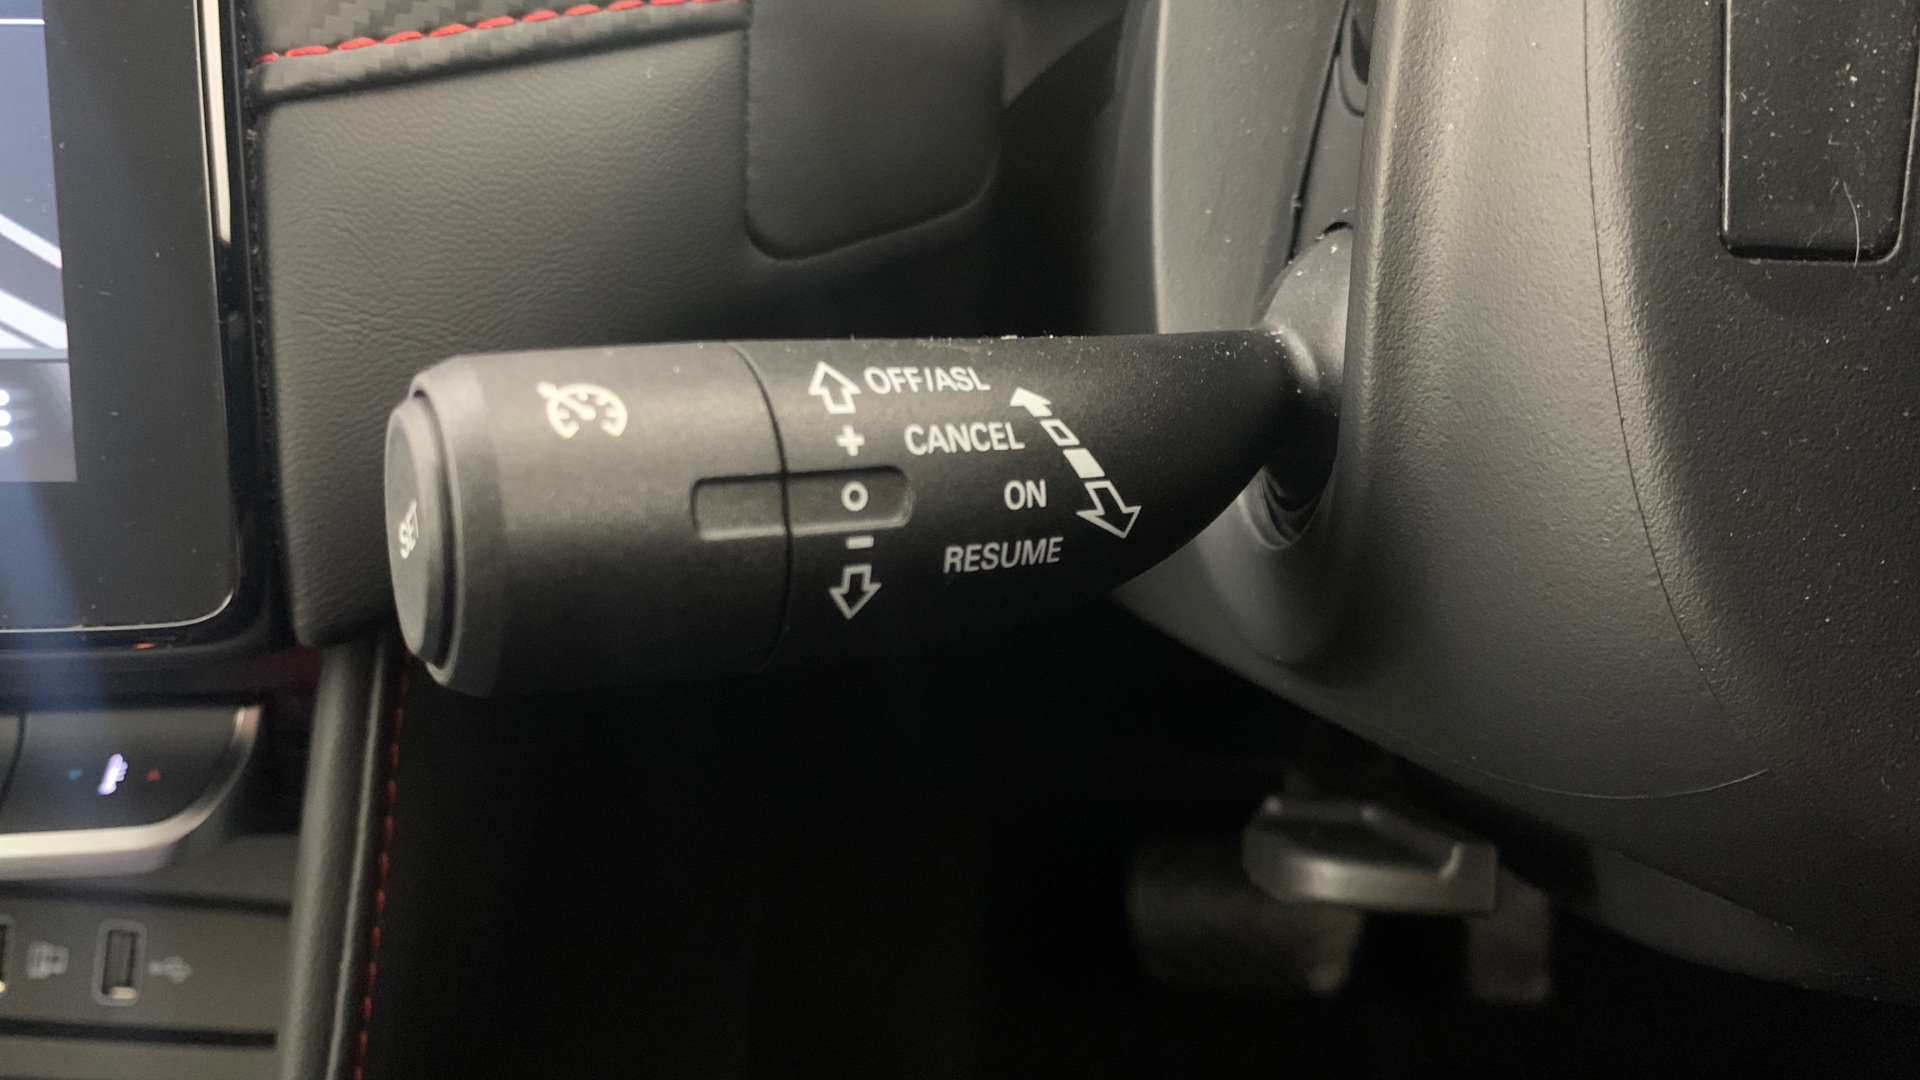 OFF/ASL
+ CANCEL
O ON
- RESUME
SET